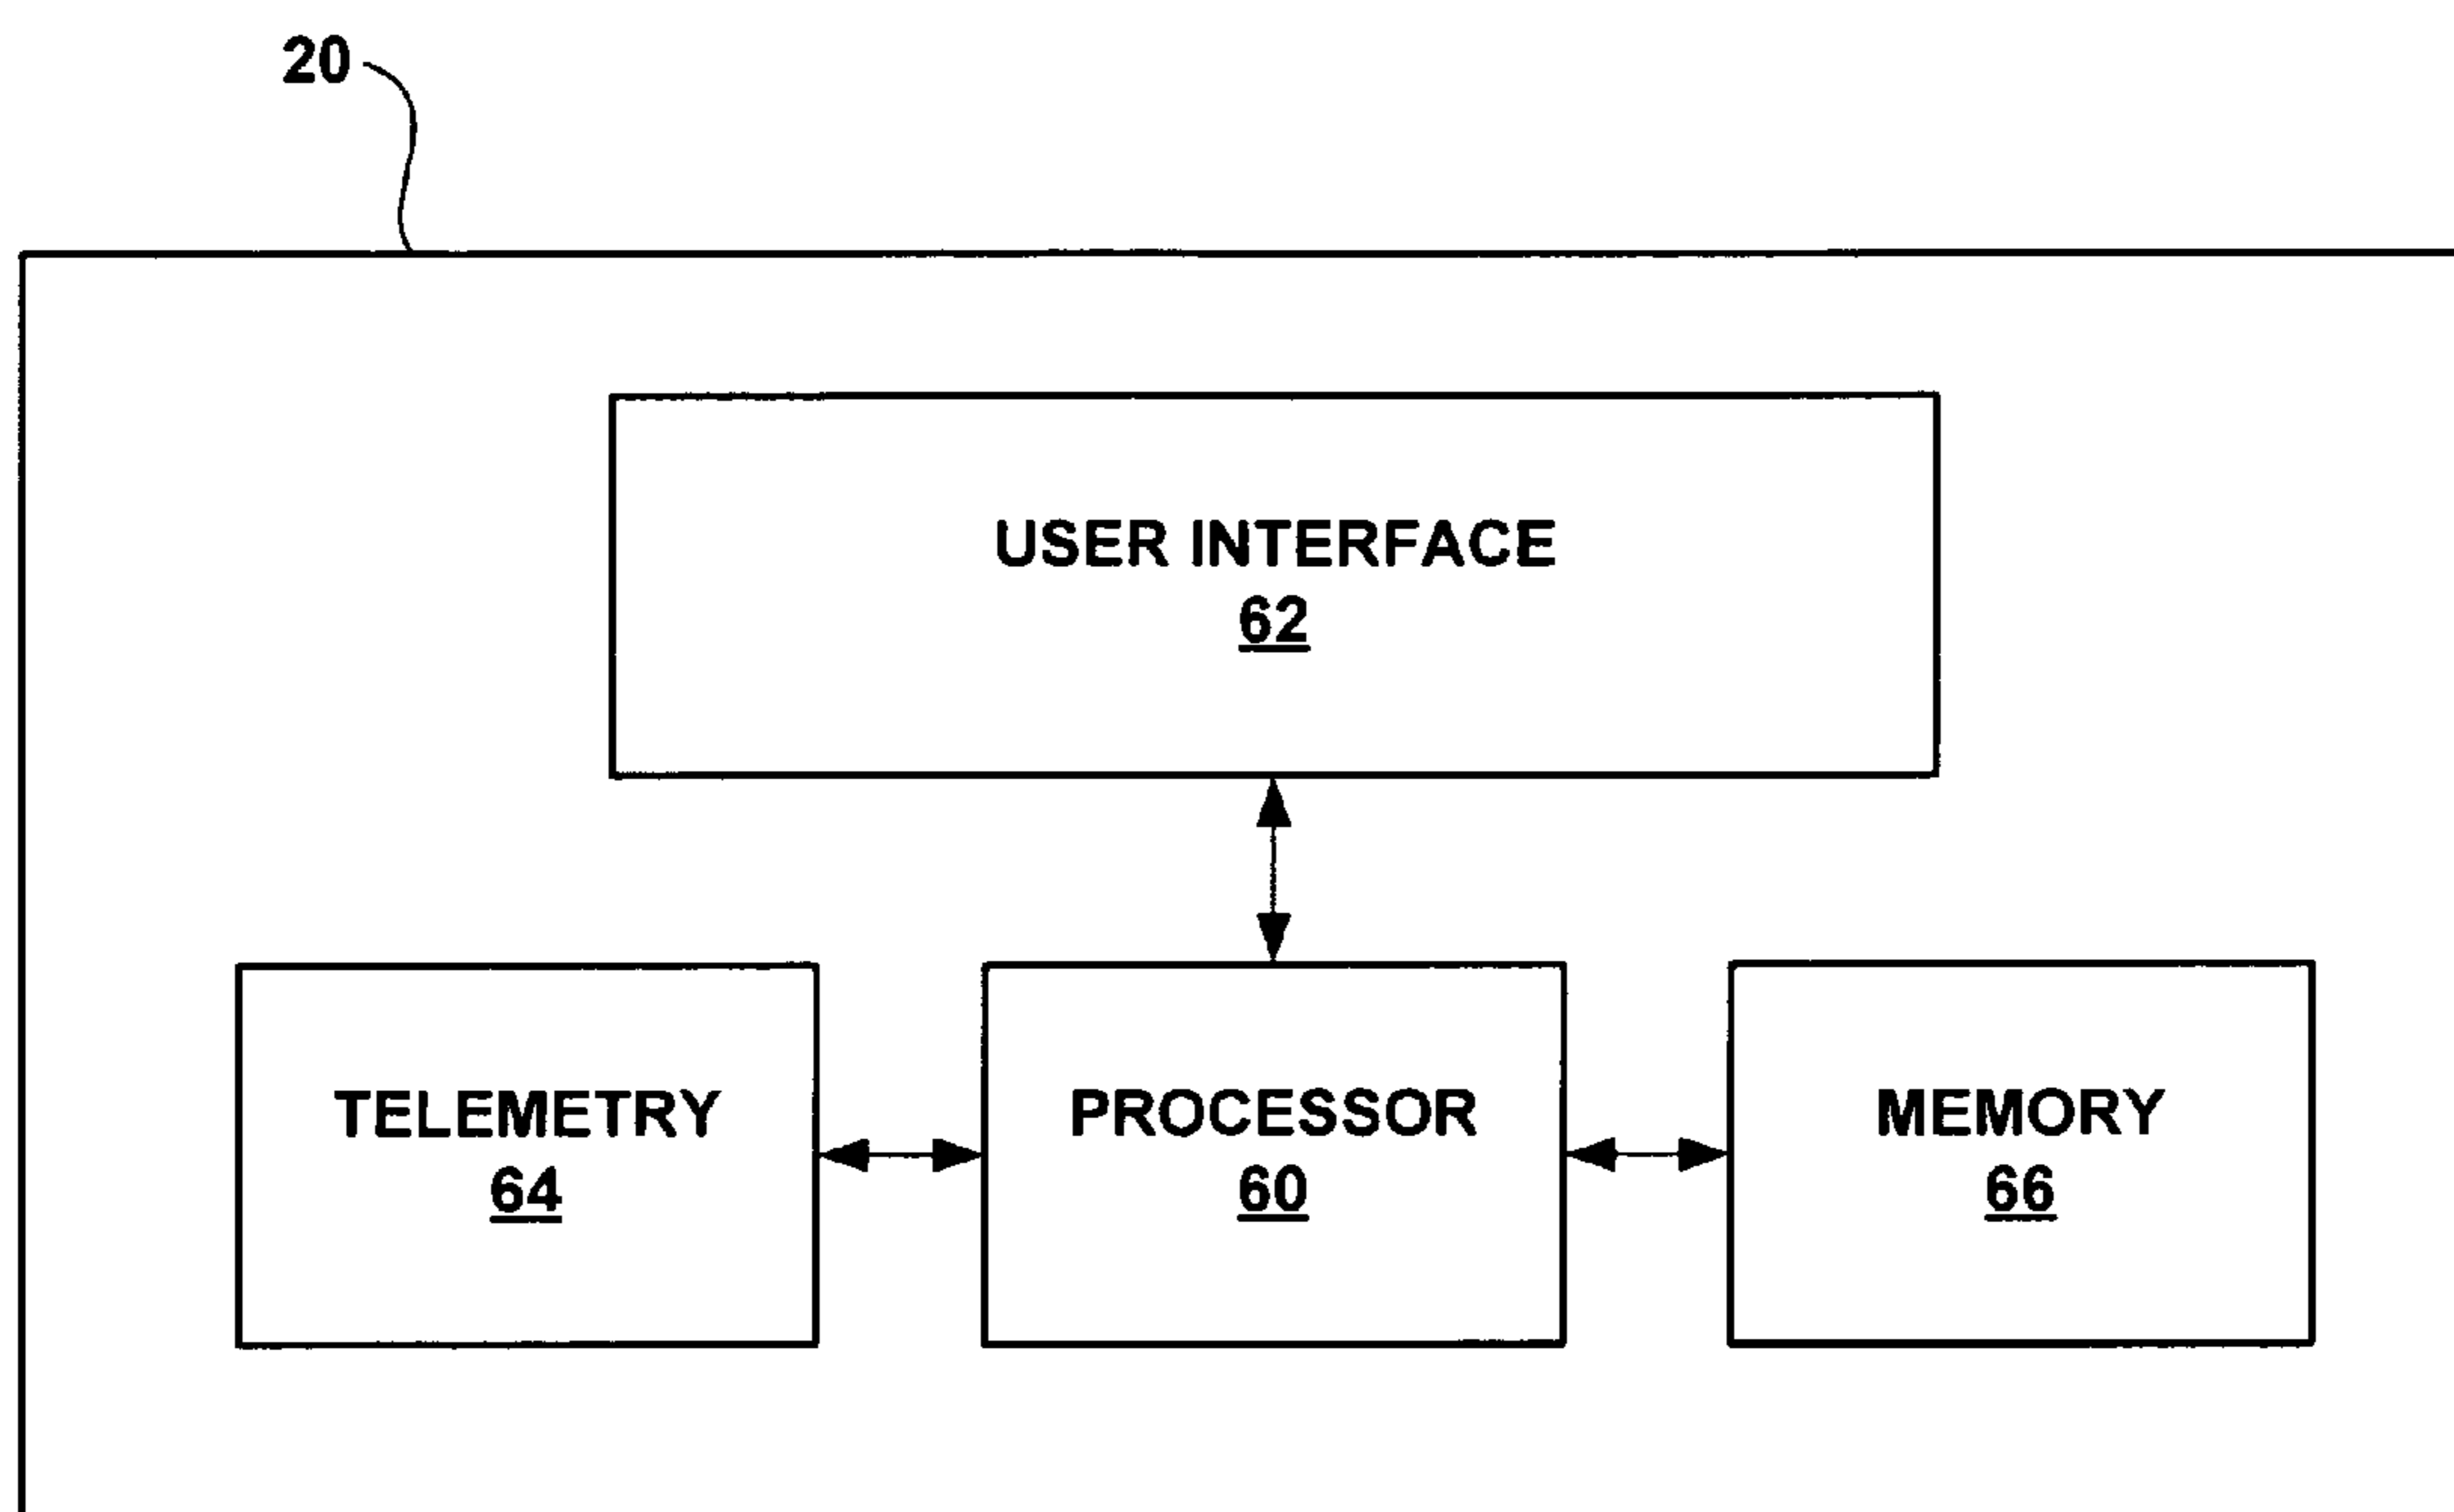 20
USER INTERFACE
62
TELEMETRY
64
PROCESSOR
60
MEMORY
66